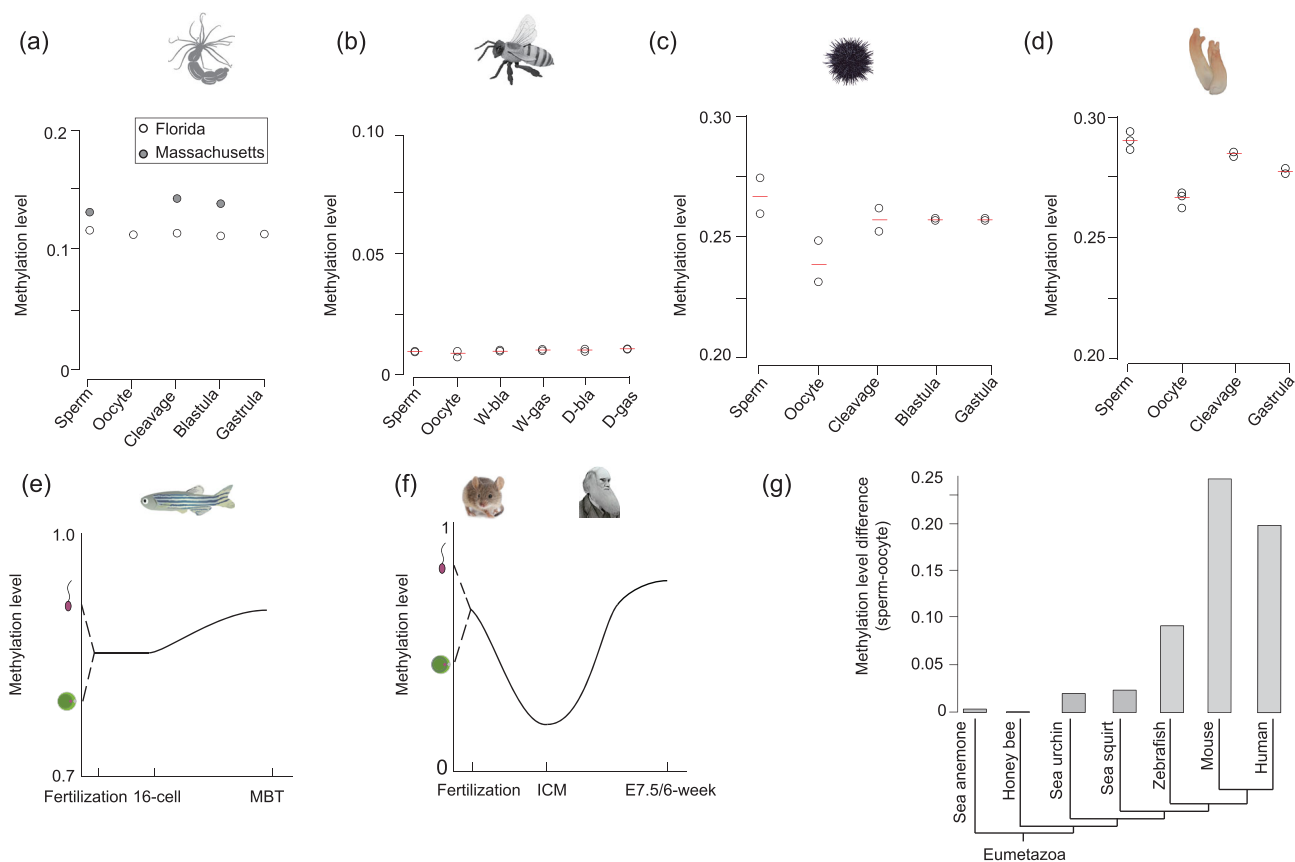 (a)
0.2
0.1
0
Methylation level
Florida
Massachusetts
Sperm
Oocyte
Cleavage
Blastula
Gastrula
(b)
0.10
0.05
0
Methylation level
Sperm
Oocyte
W-bla
W-gas
D-bla
D-gas
(c)
0.30
0.25
0.20
Methylation level
Sperm
Oocyte
Cleavage
Blastula
Gastula
(d)
0.30
0.30
0.20
Methylation level
Sperm
Oocyte
Cleavage
Gastrula
(e)
1.0
0.7
Methylation level
Fertilization
16-cell
MBT
(f)
1
0
Methylation level
Fertilization
ICM
E7.5/6-week
(g)
0.25
0.20
0.15
0.10
0.05
0
Methylation level difference
(sperm-oocyte)
Sea anemone
Honey bee
Sea urchin
Sea squirt
Zebrafish
Mouse
Human
Eumetazoa